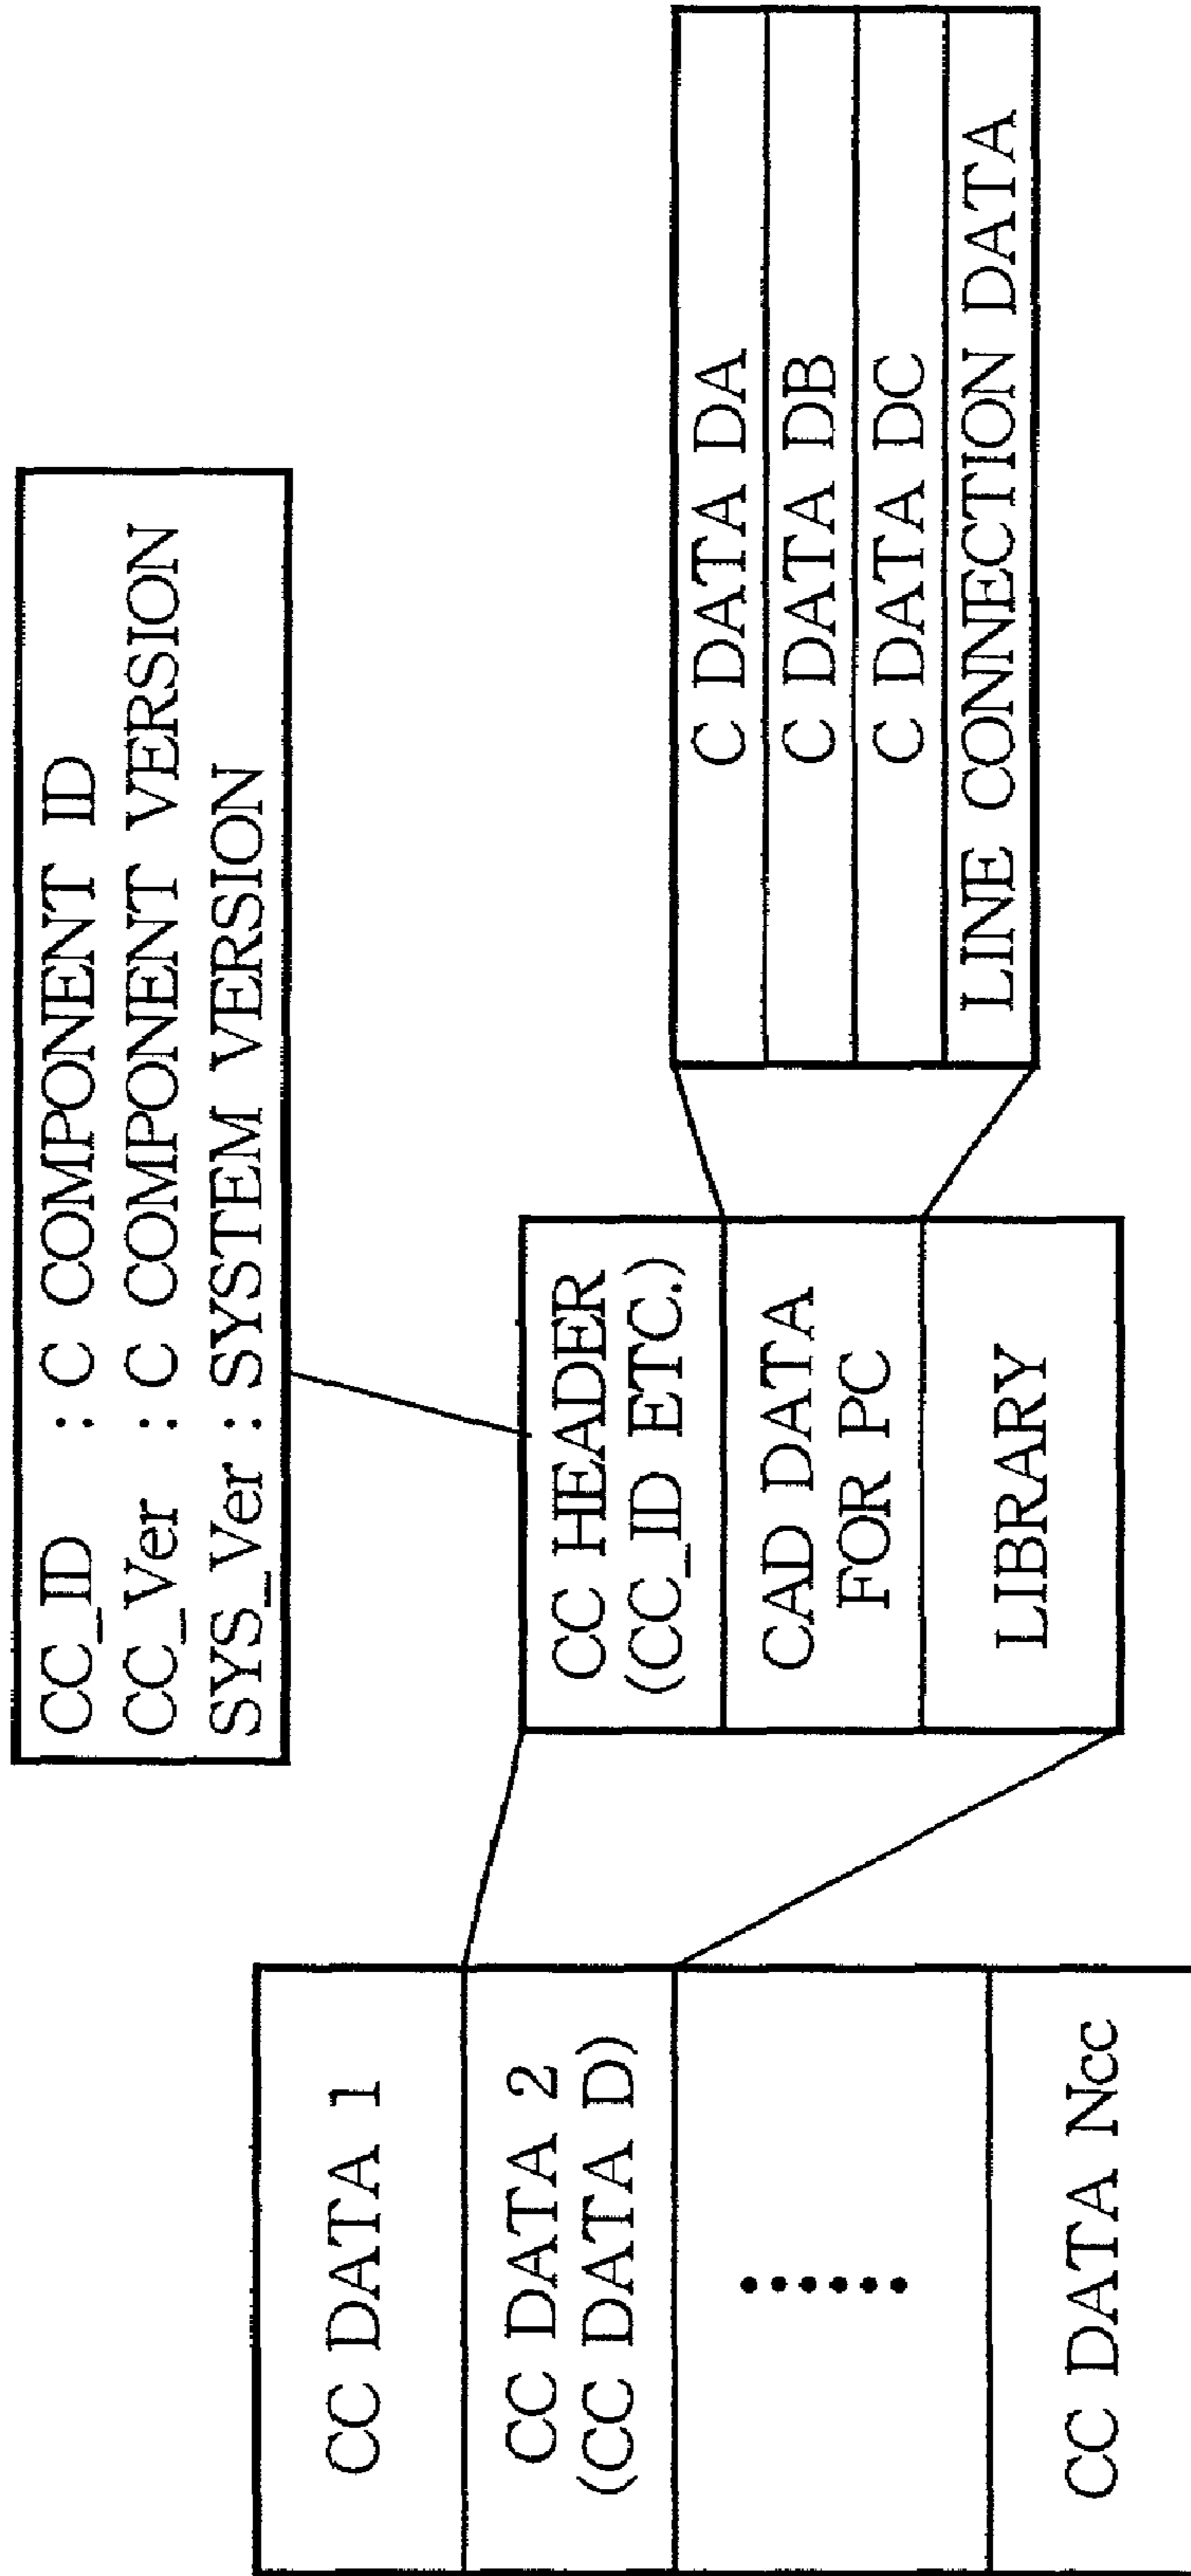 CC_ID : C COMPONENT ID
CC_Ver : C COMPONENT VERSION
SYS_Ver : SYSTEM VERSION
CC DATA 1
CC DATA 2
(CC DATA D)
......
CC DATA Ncc
CC HEADER
(CC_ID ETC.)
CAD DATA
FOR PC
LIBRARY
C DATA DA
C DATA DB
C DATA DC
LINE CONNECTION DATA